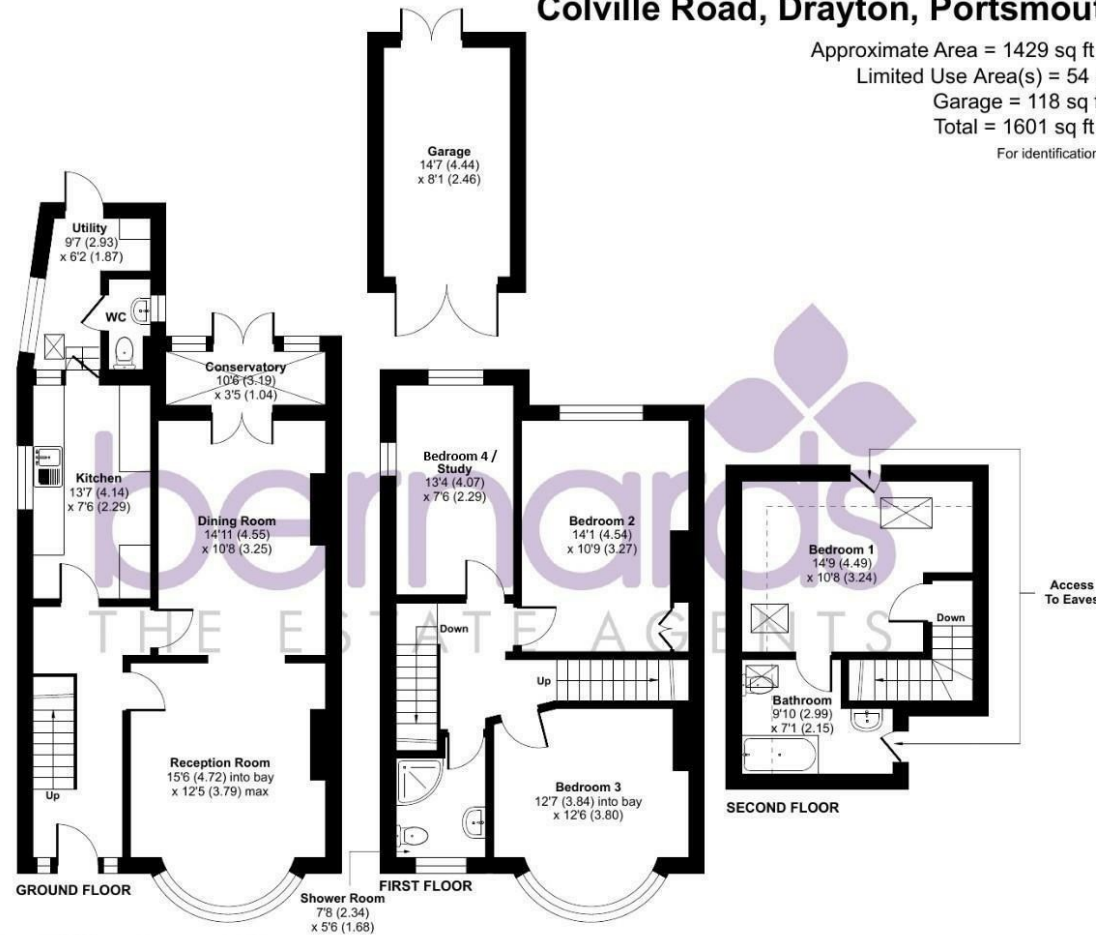 Colville Road, Drayton, Portsmout
Approximate Area = 1429 sq ft
Limited Use Area(s) = 54
Garage = 118 sq f
Total = 1601 sq ft
For identification
Garage
14'7 (4.44)
x 8'1 (2.46)
Utility
9'7 (2.93)
x 6'2 (1.87)
WC
Conservatory
10'6 (3.19)
x 3'5 (1.04)
Kitchen
13'7 (4.14)
x 7'6 (2.29)
Dining Room
14'11 (4.55)
x 10'8 (3.25)
Reception Room
15'6 (4.72) into bay
x 12'5 (3.79) max
Up
GROUND FLOOR
Bedroom 4 /
Study
13'4 (4.07)
x 7'6 (2.29)
Bedroom 2
14'1 (4.54)
x 10'9 (3.27)
Down
Up
Bedroom 3
12'7 (3.84) into bay
x 12'6 (3.80)
Shower Room
7'8 (2.34)
x 5'6 (1.68)
FIRST FLOOR
Bedroom 1
14'9 (4.49)
x 10'8 (3.24)
Down
Bathroom
9'10 (2.99)
x 7'1 (2.15)
Access
To Eaves
SECOND FLOOR
bernards
THE ESTATE AGENTS